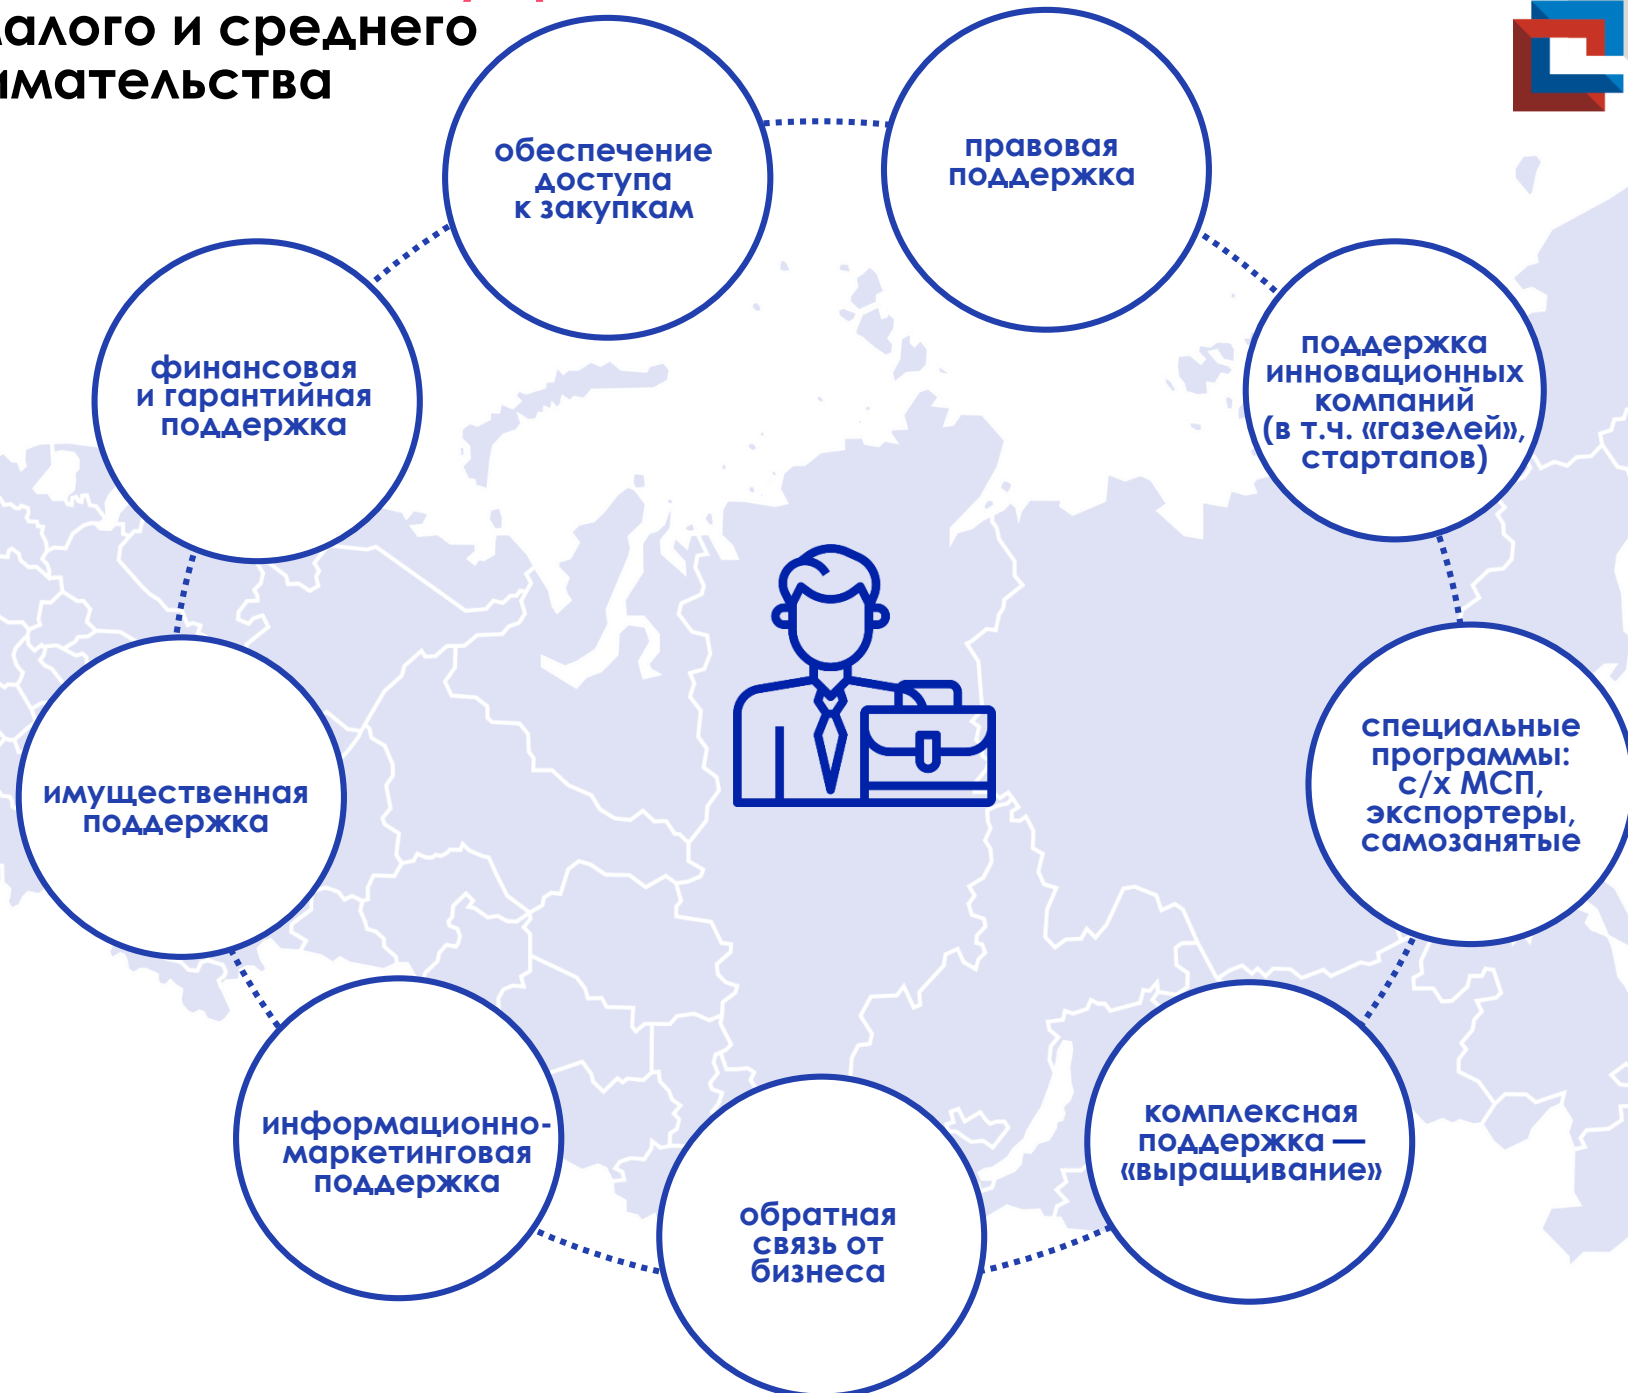 малого и среднего
имательства
обеспечение
доступа
к закупкам
правовая
поддержка
финансовая
и гарантийная
поддержка
поддержка
инновационных
компаний
(в т.ч. «газелей»,
стартапов)
имущественная
поддержка
специальные
программы:
с/х МСП,
экспортеры,
самозанятые
информационно-
маркетинговая
поддержка
обратная
связь от
бизнеса
комплексная
поддержка —
«выращивание»